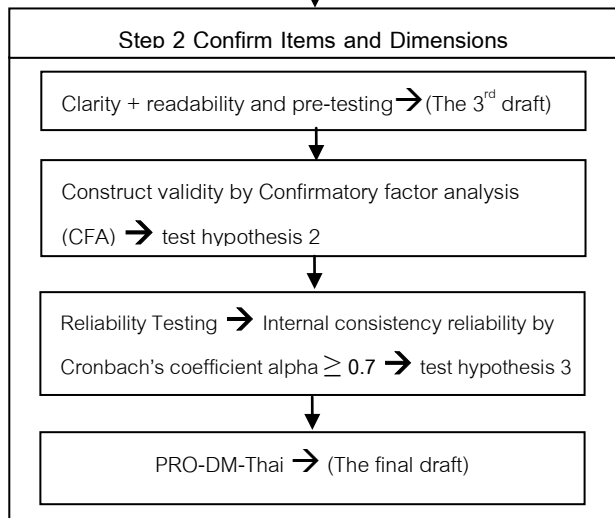 Step 2 Confirm Items and Dimensions
Clarity + readability and pre-testing → (The 3rd draft)
Construct validity by Confirmatory factor analysis
(CFA) → test hypothesis 2
Reliability Testing → Internal consistency reliability by
Cronbach's coefficient alpha ≥ 0.7 → test hypothesis 3
PRO-DM-Thai → (The final draft)